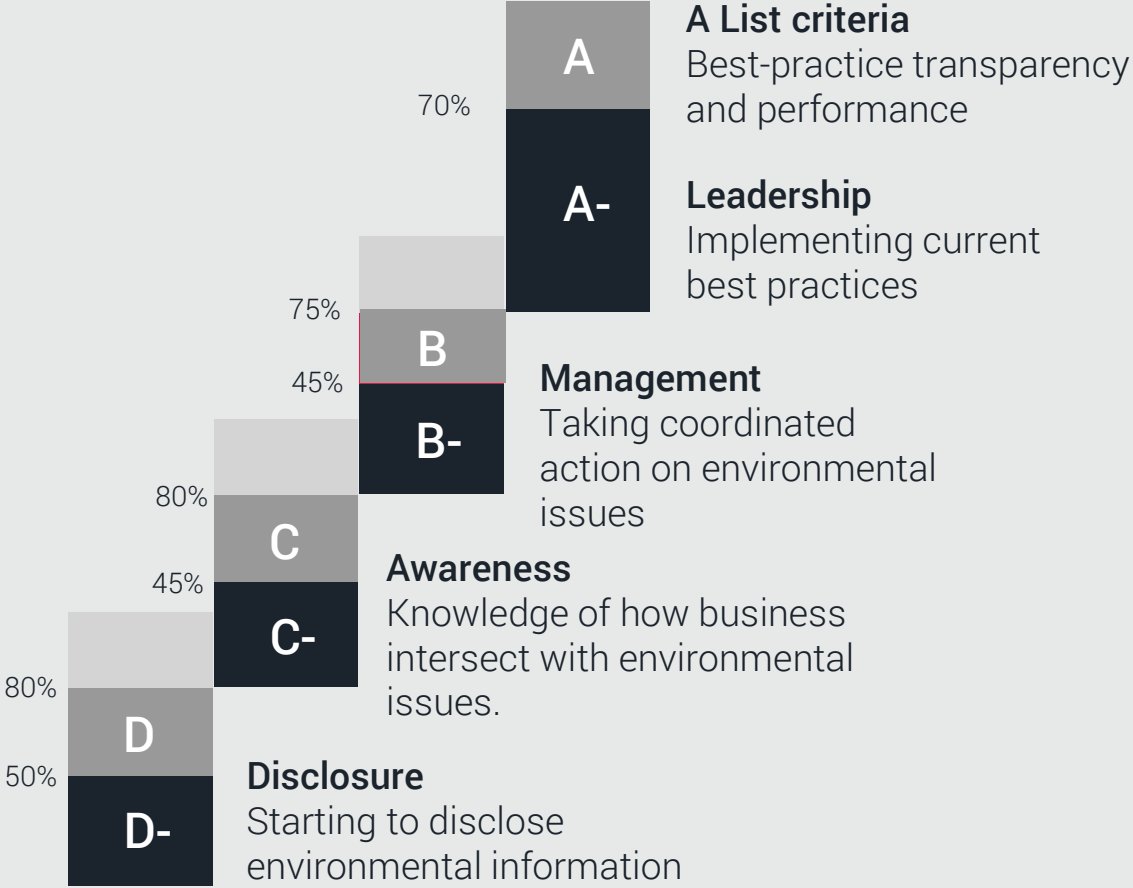 A
A List criteria
Best-practice transparency
and performance
70%
A-
Leadership
Implementing current
best practices
75%
B
45%
B-
Management
Taking coordinated
action on environmental
issues
80%
C
45%
C-
Awareness
Knowledge of how business
intersect with environmental
issues.
80%
D
50%
D-
Disclosure
Starting to disclose
environmental information